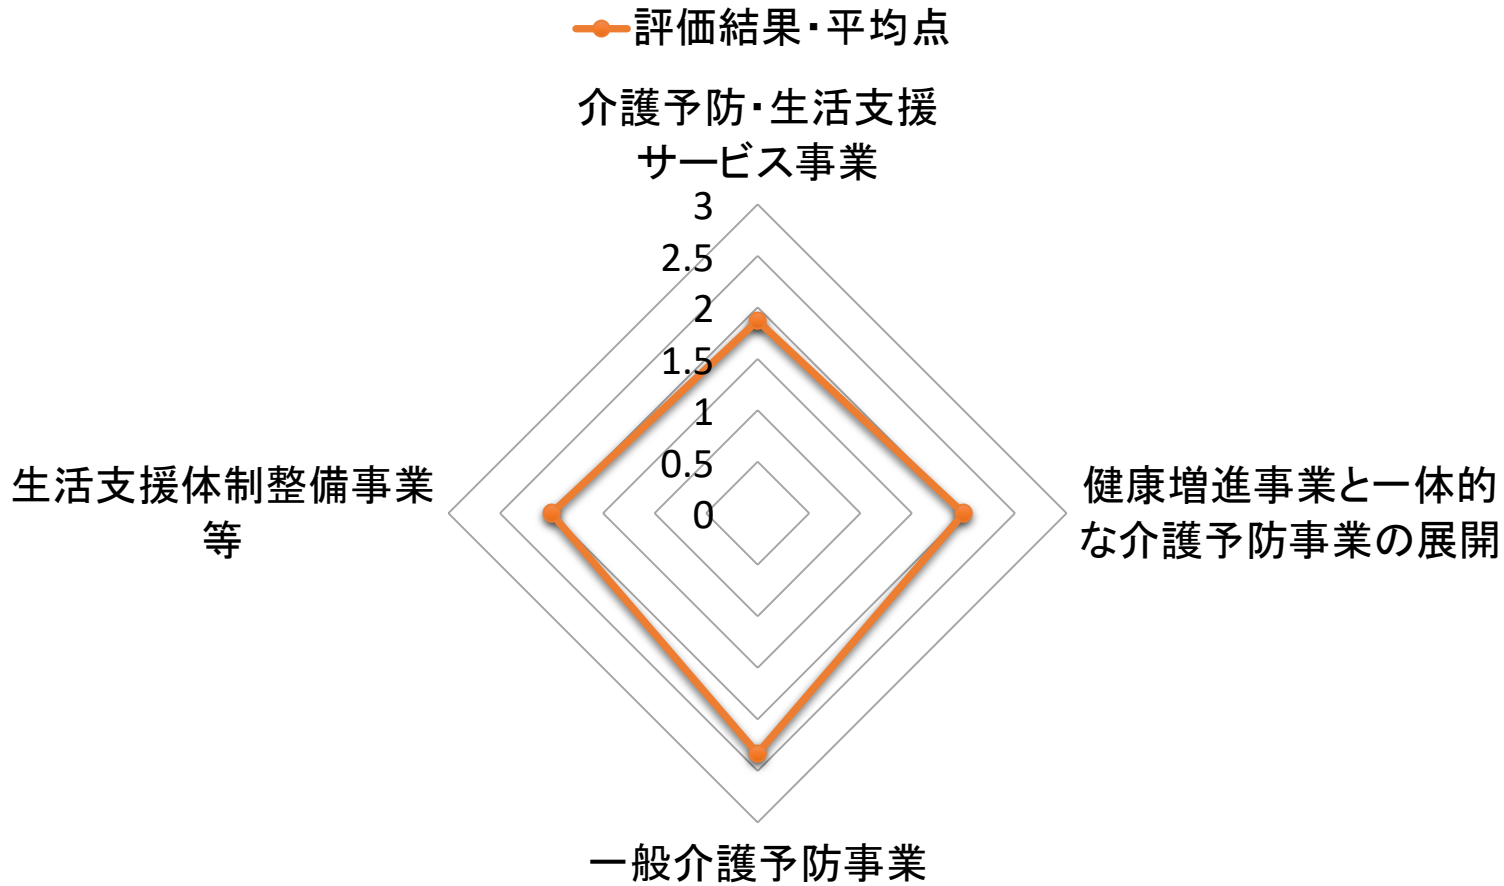 評価結果・平均点
介護予防・生活支援
サービス事業
3
2.5
2
1.5
1
0.5
0
生活支援体制整備事業
等
健康増進事業と一体的
な介護予防事業の展開
一般介護予防事業